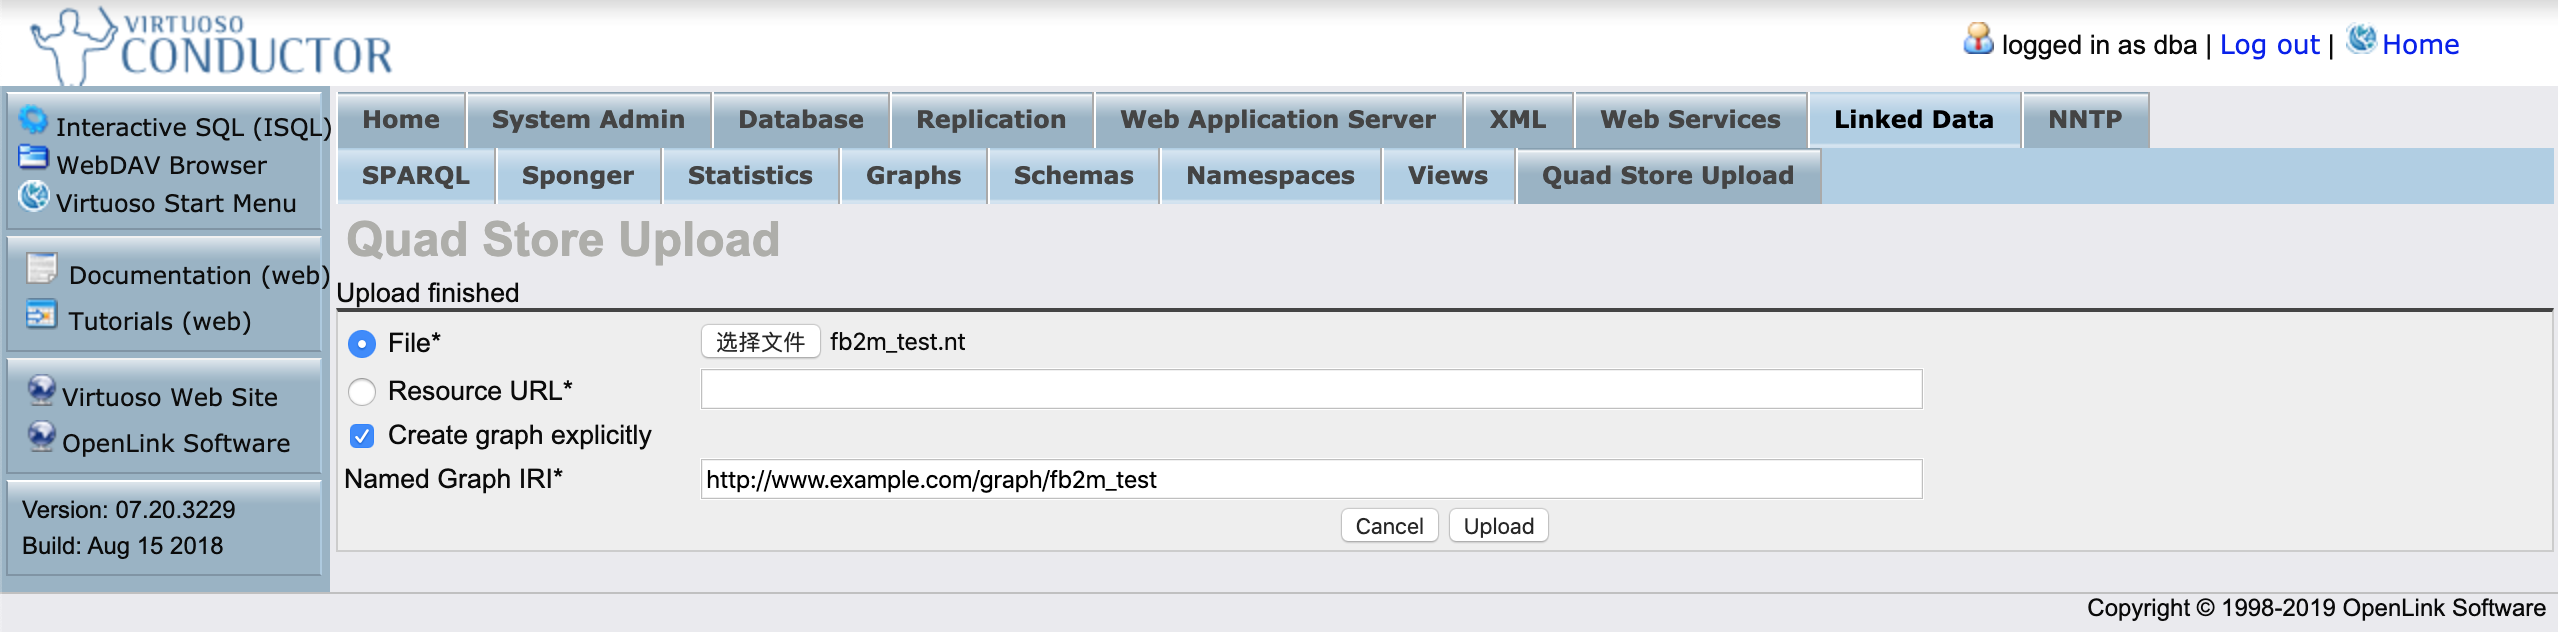 VIRTUOSO
CONDUCTOR
logged in as dba | Log out | Home
Interactive SQL (ISQL)
WebDAV Browser
Virtuoso Start Menu
Documentation (web)
Tutorials (web)
Virtuoso Web Site
OpenLink Software
Version: 07.20.3229
Build: Aug 15 2018
Home System Admin Database Replication Web Application Server XML Web Services Linked Data NNTP
SPARQL Sponger Statistics Graphs Schemas Namespaces Views Quad Store Upload
Quad Store Upload
Upload finished
File* 选择文件 fb2m_test.nt
Resource URL*
Create graph explicitly
Named Graph IRI* http://www.example.com/graph/fb2m_test
Cancel Upload
Copyright © 1998-2019 OpenLink Software